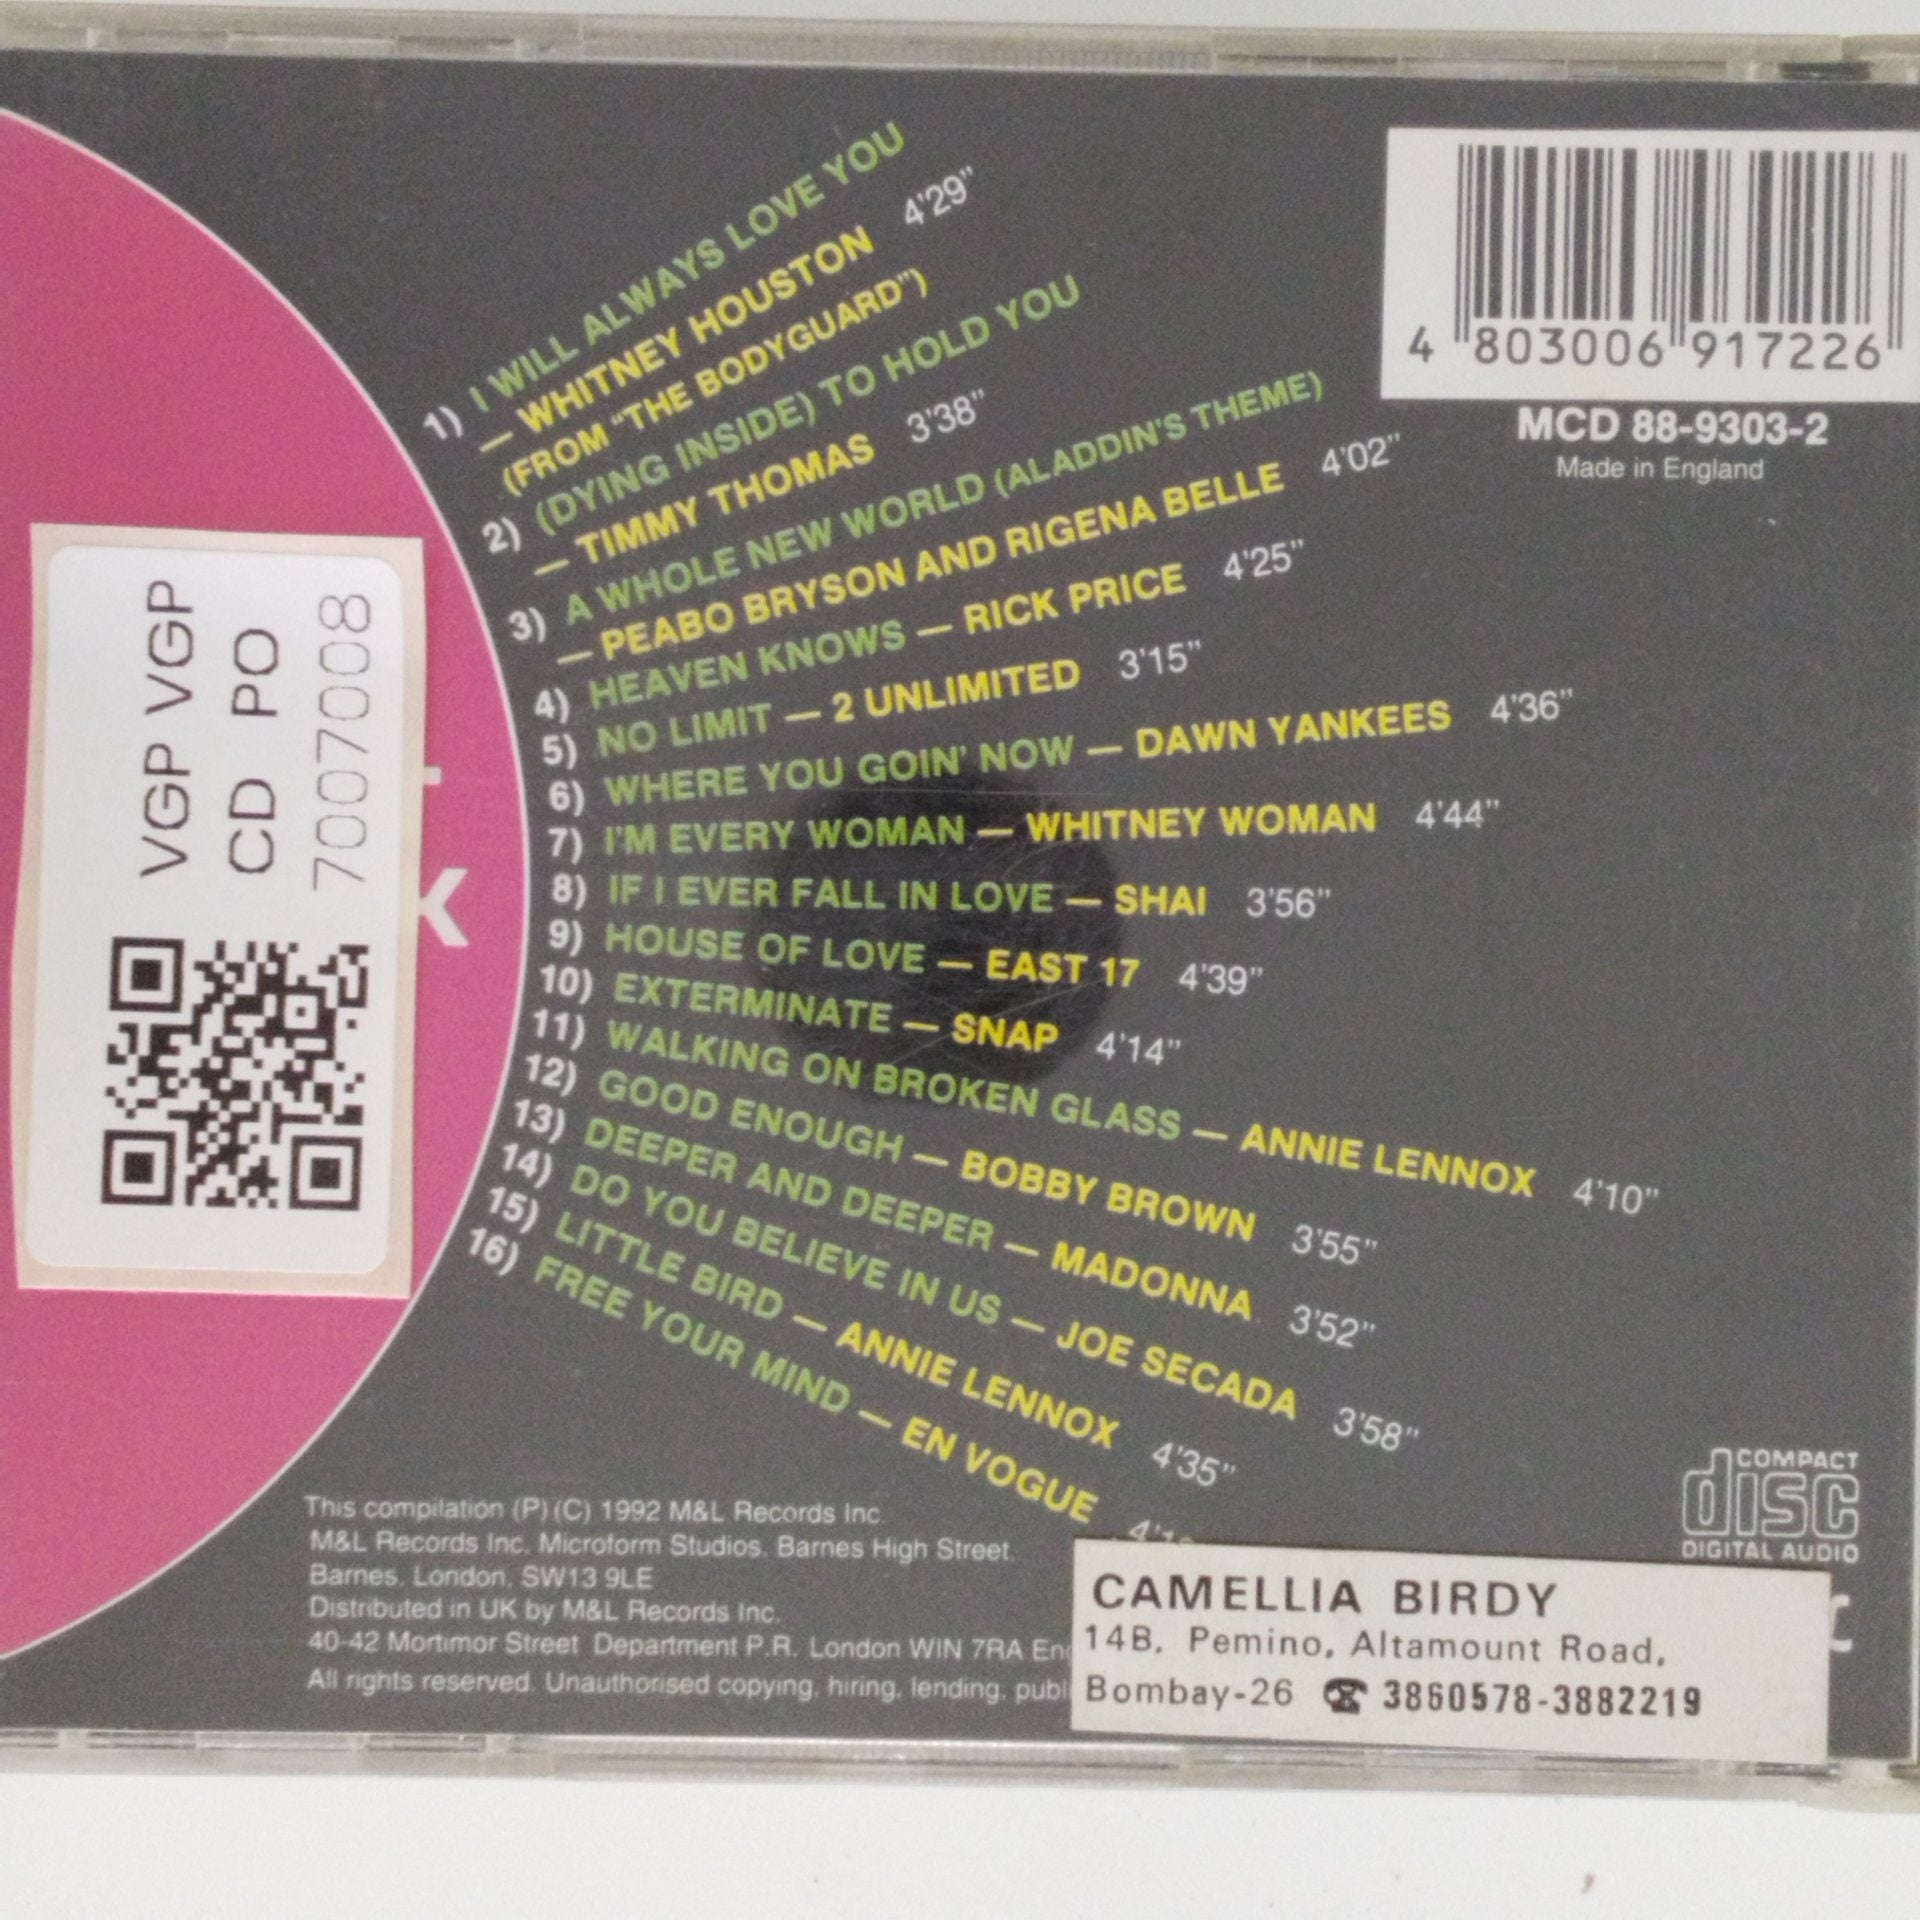 1) I WILL ALWAYS LOVE YOU
— WHITNEY HOUSTON 4'29"
(FROM "THE BODYGUARD")
2) (DYING INSIDE) TO HOLD YOU
— TIMMY THOMAS 3'38"
3) A WHOLE NEW WORLD (ALADDIN'S THEME)
— PEABO BRYSON AND RIGENA BELLE 4'02"
4) HEAVEN KNOWS — RICK PRICE 4'25"
5) NO LIMIT — 2 UNLIMITED 3'15"
6) WHERE YOU GOIN' NOW — DAWN YANKEES 4'36"
7) I'M EVERY WOMAN — WHITNEY WOMAN 4'44"
8) IF I EVER FALL IN LOVE — SHAI 3'56"
9) HOUSE OF LOVE — EAST 17 4'39"
10) EXTERMINATE — SNAP 4'14"
11) WALKING ON BROKEN GLASS — ANNIE LENNOX 4'10"
12) GOOD ENOUGH — BOBBY BROWN 3'55"
13) DEEPER AND DEEPER — MADONNA 3'52"
14) DO YOU BELIEVE IN US — JOE SECADA 3'58"
15) LITTLE BIRD — ANNIE LENNOX 4'35"
16) FREE YOUR MIND — EN VOGUE
4 803006 917226
MCD 88-9303-2
Made in England
VGP VGP
CD PO
7007008
K
This compilation (P) (C) 1992 M&L Records Inc.
M&L Records Inc. Microform Studios. Barnes High Street.
Barnes. London. SW13 9LE
Distributed in UK by M&L Records Inc.
40-42 Mortimor Street Department P.R. London WIN 7RA
All rights reserved. Unauthorised copying, hiring, lending,
COMPACT
disc
DIGITAL AUDIO
CAMELLIA BIRDY
14B, Pemino, Altamount Road,
Bombay-26 ☎ 3860578-3882219